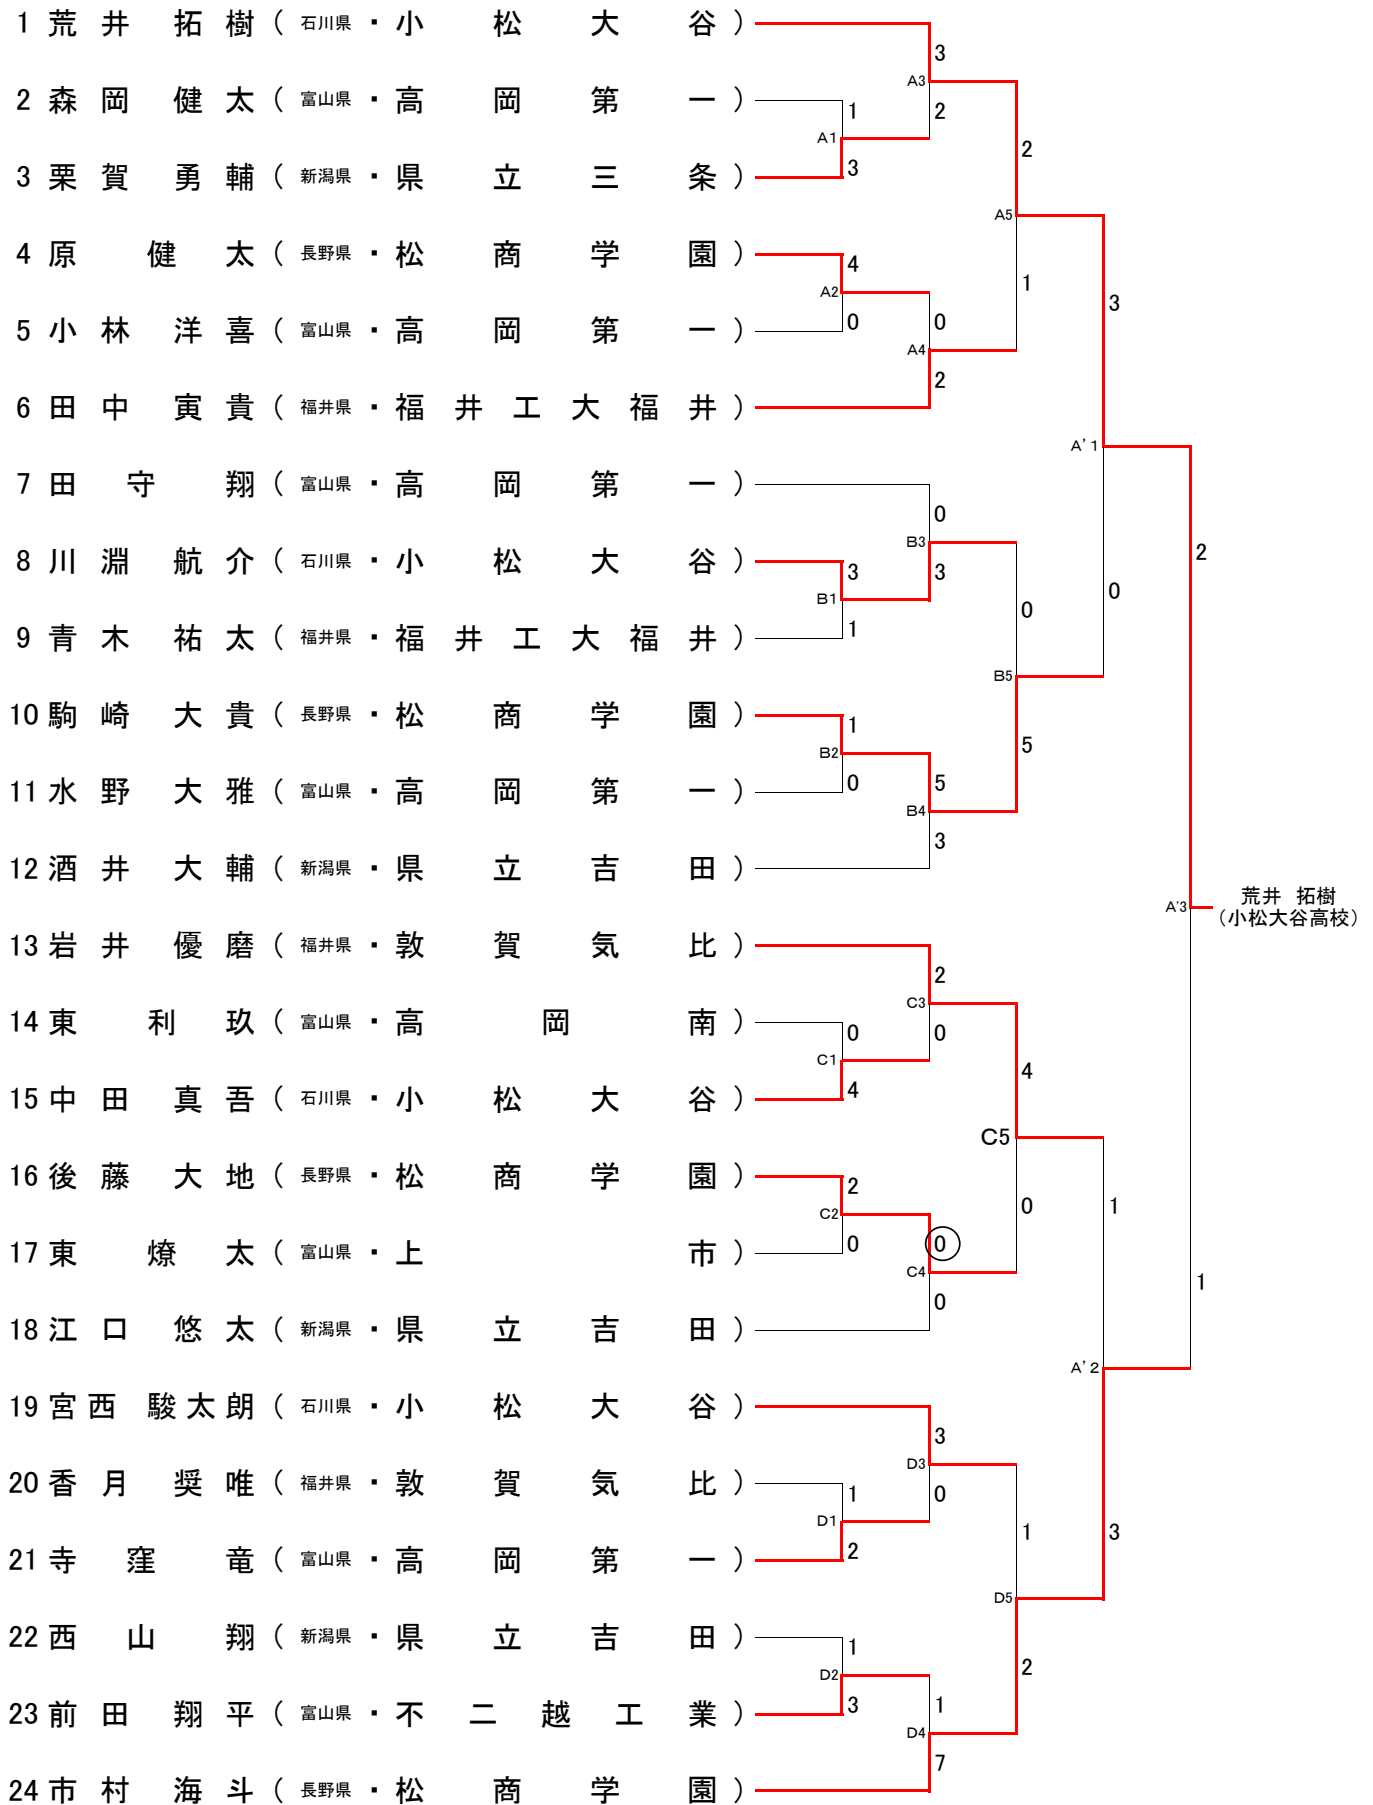 1 荒井 拓樹 ( 石川県 ・ 小松大谷 )
3
A3
2 森岡 健太 ( 富山県 ・ 高岡第一 )
1
2
A1
3 栗賀 勇輔 ( 新潟県 ・ 県立三条 )
3
2
A5
4 原 健太 ( 長野県 ・ 松商学園 )
4
1
A2
3
5 小林 洋喜 ( 富山県 ・ 高岡第一 )
0
0
A4
2
6 田中 寅貴 ( 福井県 ・ 福井工大福井 )
A'1
7 田守 翔 ( 富山県 ・ 高岡第一 )
0
B3
2
8 川淵 航介 ( 石川県 ・ 小松大谷 )
3
3
B1
0
0
9 青木 祐太 ( 福井県 ・ 福井工大福井 )
1
B5
10 駒崎 大貴 ( 長野県 ・ 松商学園 )
1
5
B2
11 水野 大雅 ( 富山県 ・ 高岡第一 )
0
5
B4
3
12 酒井 大輔 ( 新潟県 ・ 県立吉田 )
A'3
荒井 拓樹
(小松大谷高校)
13 岩井 優磨 ( 福井県 ・ 敦賀気比 )
2
C3
14 東 利玖 ( 富山県 ・ 高岡南 )
0
0
C1
4
15 中田 真吾 ( 石川県 ・ 小松大谷 )
4
C5
16 後藤 大地 ( 長野県 ・ 松商学園 )
2
0
1
C2
17 東 燎太 ( 富山県 ・ 上市 )
0
0
C4
1
0
18 江口 悠太 ( 新潟県 ・ 県立吉田 )
A'2
19 宮西 駿太朗 ( 石川県 ・ 小松大谷 )
3
D3
20 香月 奨唯 ( 福井県 ・ 敦賀気比 )
1
0
D1
1
3
21 寺窪 竜 ( 富山県 ・ 高岡第一 )
2
D5
22 西山 翔 ( 新潟県 ・ 県立吉田 )
1
2
D2
23 前田 翔平 ( 富山県 ・ 不二越工業 )
3
1
D4
7
24 市村 海斗 ( 長野県 ・ 松商学園 )